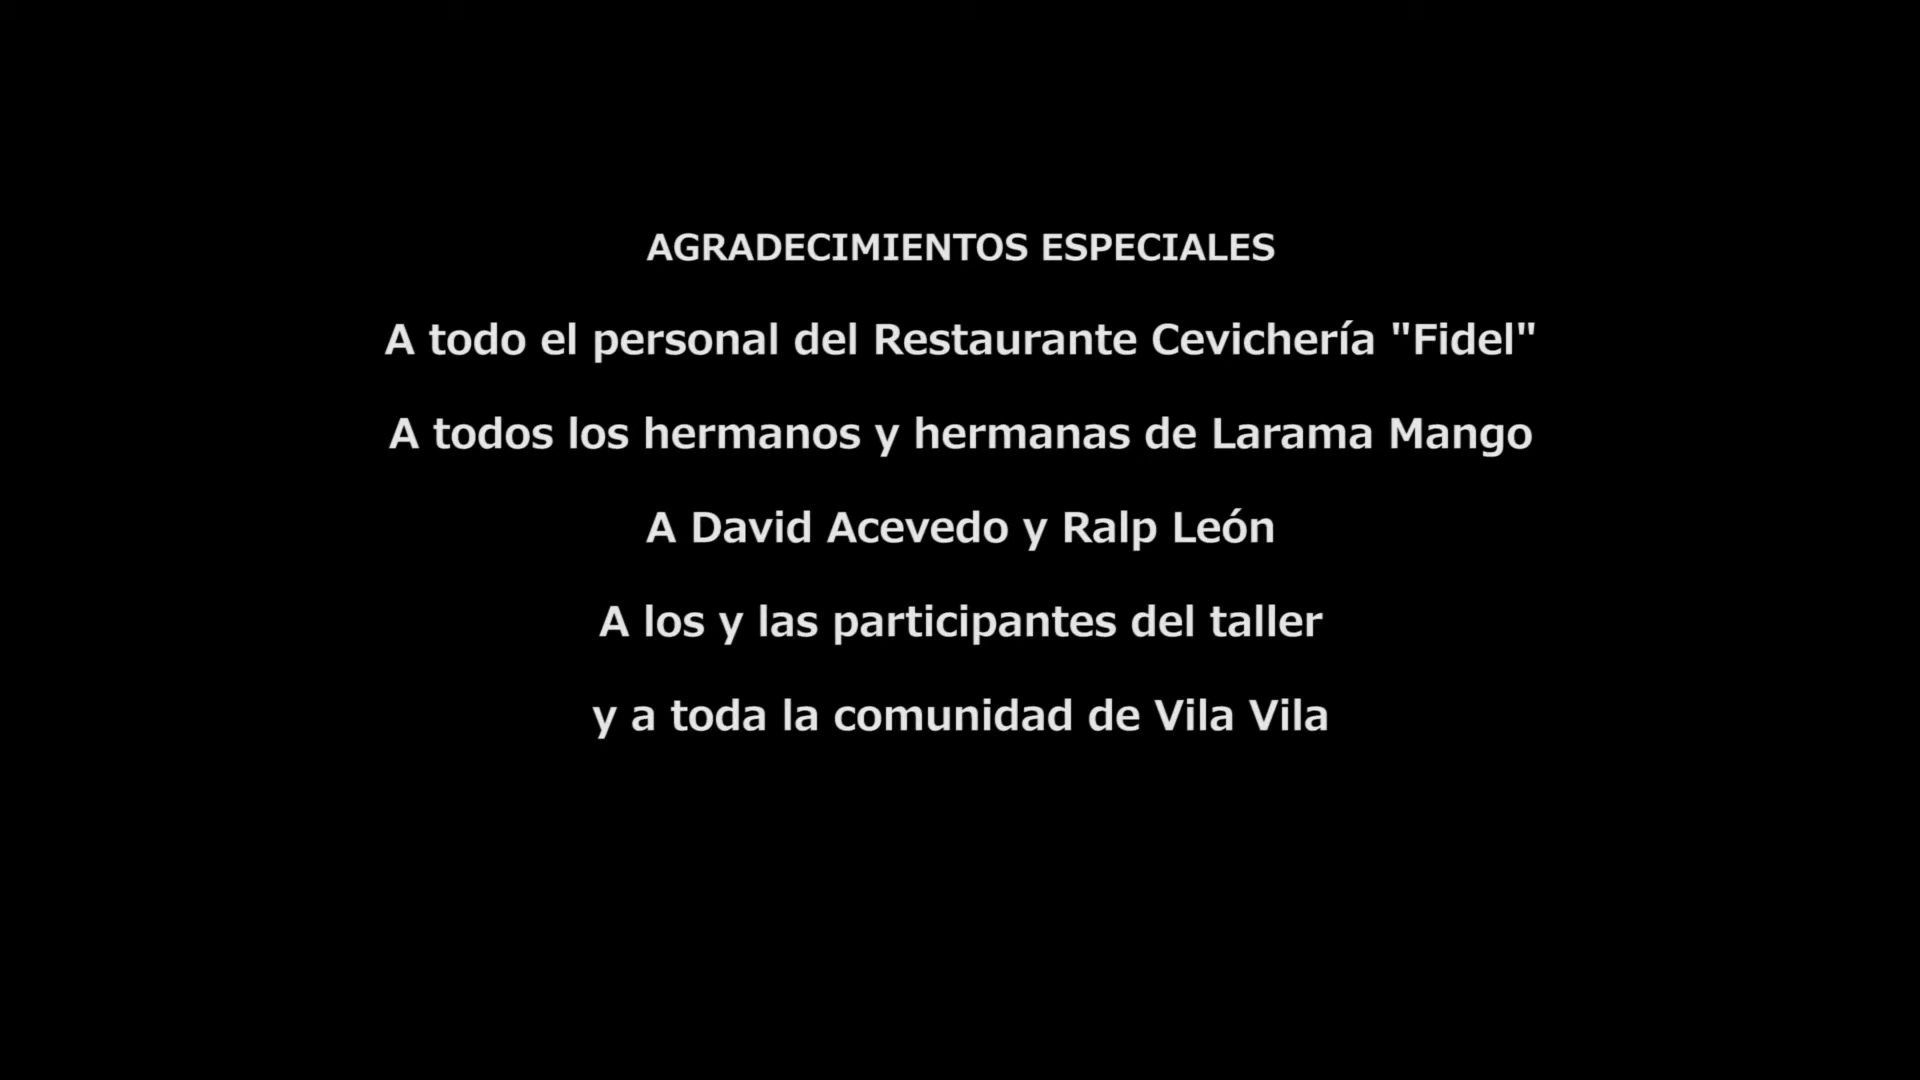 AGRADECIMIENTOS ESPECIALES
A todo el personal del Restaurante Cevichería "Fidel"
A todos los hermanos y hermanas de Larama Mango
A David Acevedo y Ralp León
A los y las participantes del taller
y a toda la comunidad de Vila Vila